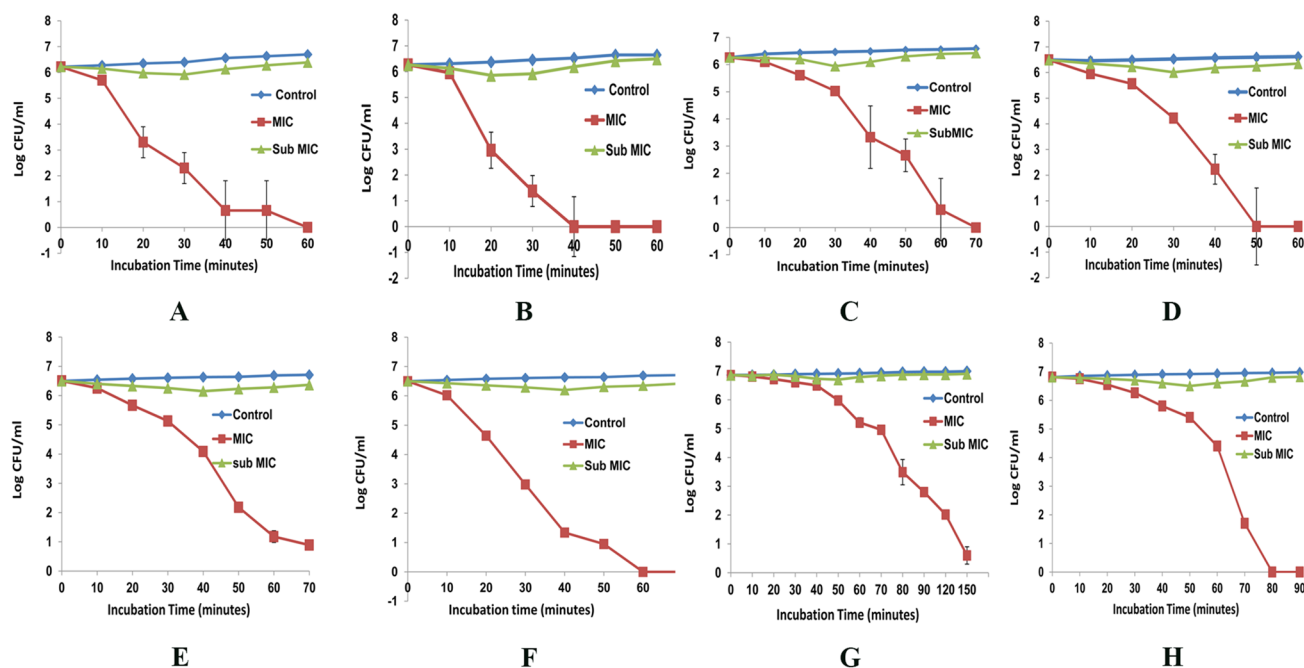 8
7
6
5
4
3
2
1
0
-1
Log CFU/ml
Control
MIC
Sub MIC
0 10 20 30 40 50 60
Incubation Time (minutes)
A
8
7
6
5
4
3
2
1
0
-1
-2
Log CFU/ml
Control
MIC
Sub MIC
0 10 20 30 40 50 60
Incubation Time (minutes)
B
8
7
6
5
4
3
2
1
0
-1
Log CFU/ml
Control
MIC
SubMIC
0 10 20 30 40 50 60 70
Incubation Time (minutes)
C
8
7
6
5
4
3
2
1
0
-1
-2
Log CFU/ml
Control
MIC
Sub MIC
0 10 20 30 40 50 60
Incubation Time (minutes)
D
8
7
6
5
4
3
2
1
0
Log CFU/ml
Control
MIC
sub MIC
0 10 20 30 40 50 60 70
Incubation Time (minutes)
E
8
7
6
5
4
3
2
1
0
-1
Log CFU/ml
Control
MIC
Sub MIC
0 10 20 30 40 50 60
Incubation time (minutes)
F
8
7
6
5
4
3
2
1
0
Log CFU/ml
Control
MIC
Sub MIC
0 10 20 30 40 50 60 70 80 90 120 150
Incubation Time (minutes)
G
8
7
6
5
4
3
2
1
0
Log CFU/ml
Control
MIC
Sub MIC
0 10 20 30 40 50 60 70 80 90
Incubation Time (minutes)
H